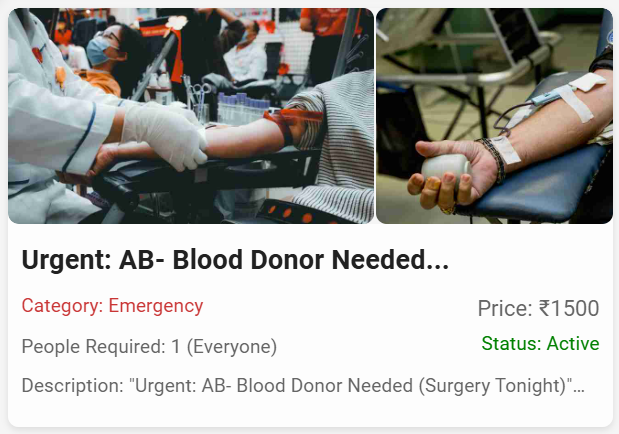 Urgent: AB- Blood Donor Needed...
Category: Emergency
Price: ₹1500
People Required: 1 (Everyone)
Status: Active
Description: "Urgent: AB- Blood Donor Needed (Surgery Tonight)"...